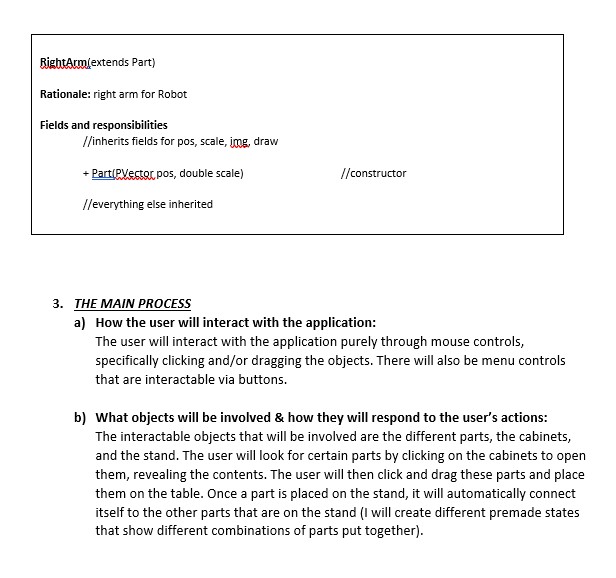 RightArm(extends Part)
Rationale: right arm for Robot
Fields and responsibilities
//inherits fields for pos, scale, img, draw
+ Part(PVector pos, double scale) //constructor
//everything else inherited
3. THE MAIN PROCESS
a) How the user will interact with the application:
The user will interact with the application purely through mouse controls,
specifically clicking and/or dragging the objects. There will also be menu controls
that are interactable via buttons.
b) What objects will be involved & how they will respond to the user's actions:
The interactable objects that will be involved are the different parts, the cabinets,
and the stand. The user will look for certain parts by clicking on the cabinets to open
them, revealing the contents. The user will then click and drag these parts and place
them on the table. Once a part is placed on the stand, it will automatically connect
itself to the other parts that are on the stand (I will create different premade states
that show different combinations of parts put together).